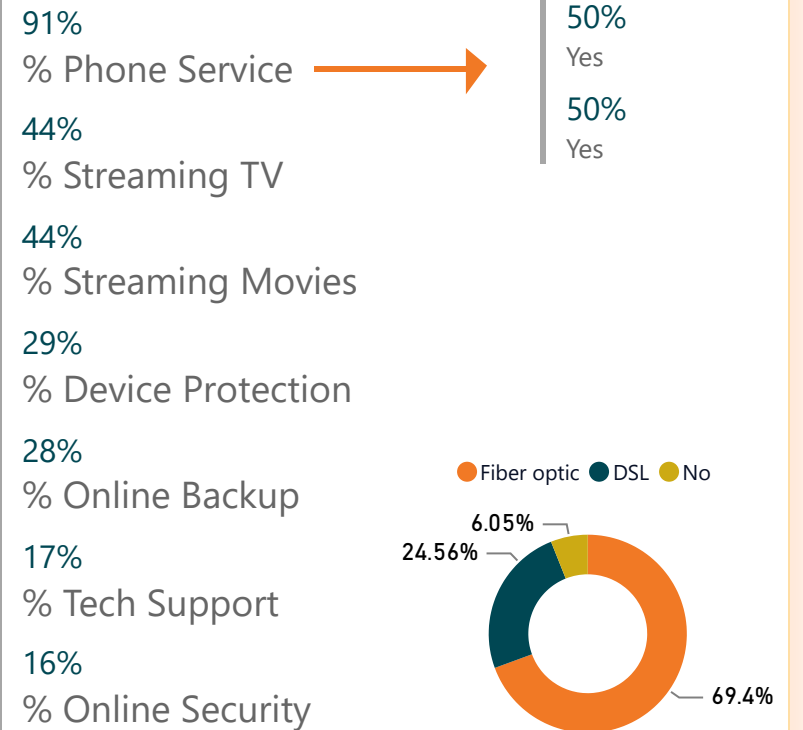 91%
% Phone Service
50%
Yes
50%
Yes
44%
% Streaming TV
44%
% Streaming Movies
29%
% Device Protection
28%
% Online Backup
17%
% Tech Support
16%
% Online Security
Fiber optic DSL No
6.05%
24.56%
69.4%